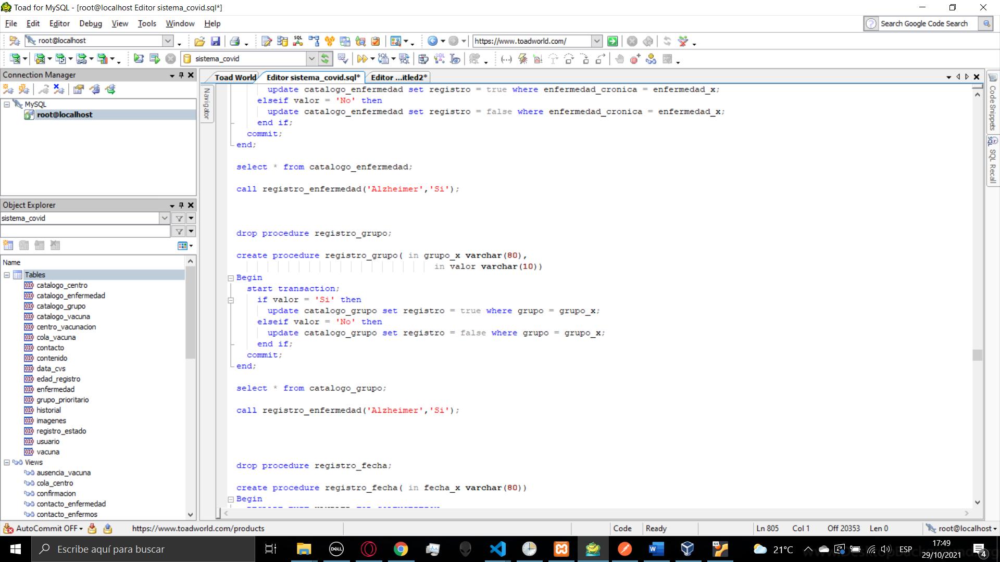 Toad for MySQL - [root@localhost Editor sistema_covid.sql*]
File Edit Editor Debug View Tools Window Help
Search Google Code Search
root@localhost
SQL
https://www.toadworld.com/
sistema_covid
Connection Manager
MySQL
root@localhost
Object Explorer
sistema_covid
Name
Tables
catalogo_centro
catalogo_enfermedad
catalogo_grupo
catalogo_vacuna
centro_vacunacion
cola_vacuna
contacto
contenido
data_cvs
edad_registro
enfermedad
grupo_prioritario
historial
imagenes
registro_estado
usuario
vacuna
Views
ausencia_vacuna
cola_centro
confirmacion
contacto_enfermedad
contacto_enfermos
Toad World Editor sistema_covid.sql* Editor ...itled2*
Navigator
update catalogo_enfermedad set registro = true where enfermedad_cronica = enfermedad_x;
elseif valor = 'No' then
update catalogo_enfermedad set registro = false where enfermedad_cronica = enfermedad_x;
end if;
commit;
end;
select * from catalogo_enfermedad;
call registro_enfermedad('Alzheimer','Si');
drop procedure registro_grupo;
create procedure registro_grupo( in grupo_x varchar(80),
in valor varchar(10))
Begin
start transaction;
if valor = 'Si' then
update catalogo_grupo set registro = true where grupo = grupo_x;
elseif valor = 'No' then
update catalogo_grupo set registro = false where grupo = grupo_x;
end if;
commit;
end;
select * from catalogo_grupo;
call registro_enfermedad('Alzheimer','Si');
drop procedure registro_fecha;
create procedure registro_fecha( in fecha_x varchar(80))
Begin
Code Snippets
SQL Recall
AutoCommit OFF
https://www.toadworld.com/products
Code Ready
Ln 805 Col 1 Off 20353 Len 0
root@localhost
Escribe aquí para buscar
DELL
64
21°C
ESP
17:49
29/10/2021
4